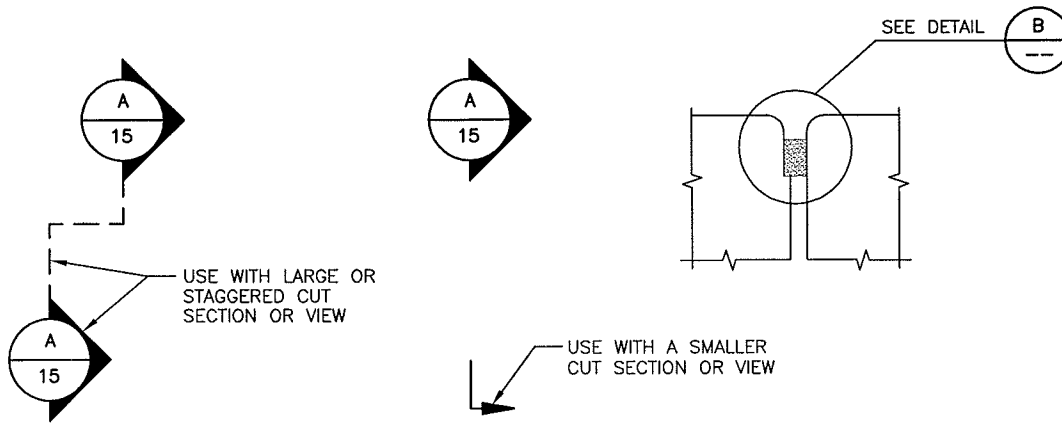 SEE DETAIL
B
--
A
15
A
15
USE WITH LARGE OR
STAGGERED CUT
SECTION OR VIEW
A
15
USE WITH A SMALLER
CUT SECTION OR VIEW